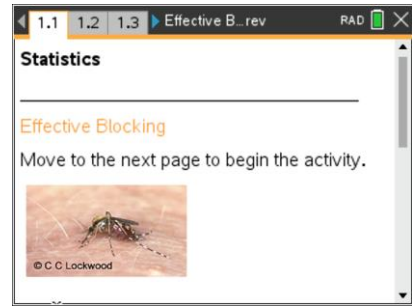 1.1 1.2 1.3 Effective B...rev RAD
Statistics
Effective Blocking
Move to the next page to begin the activity.
© C C Lockwood